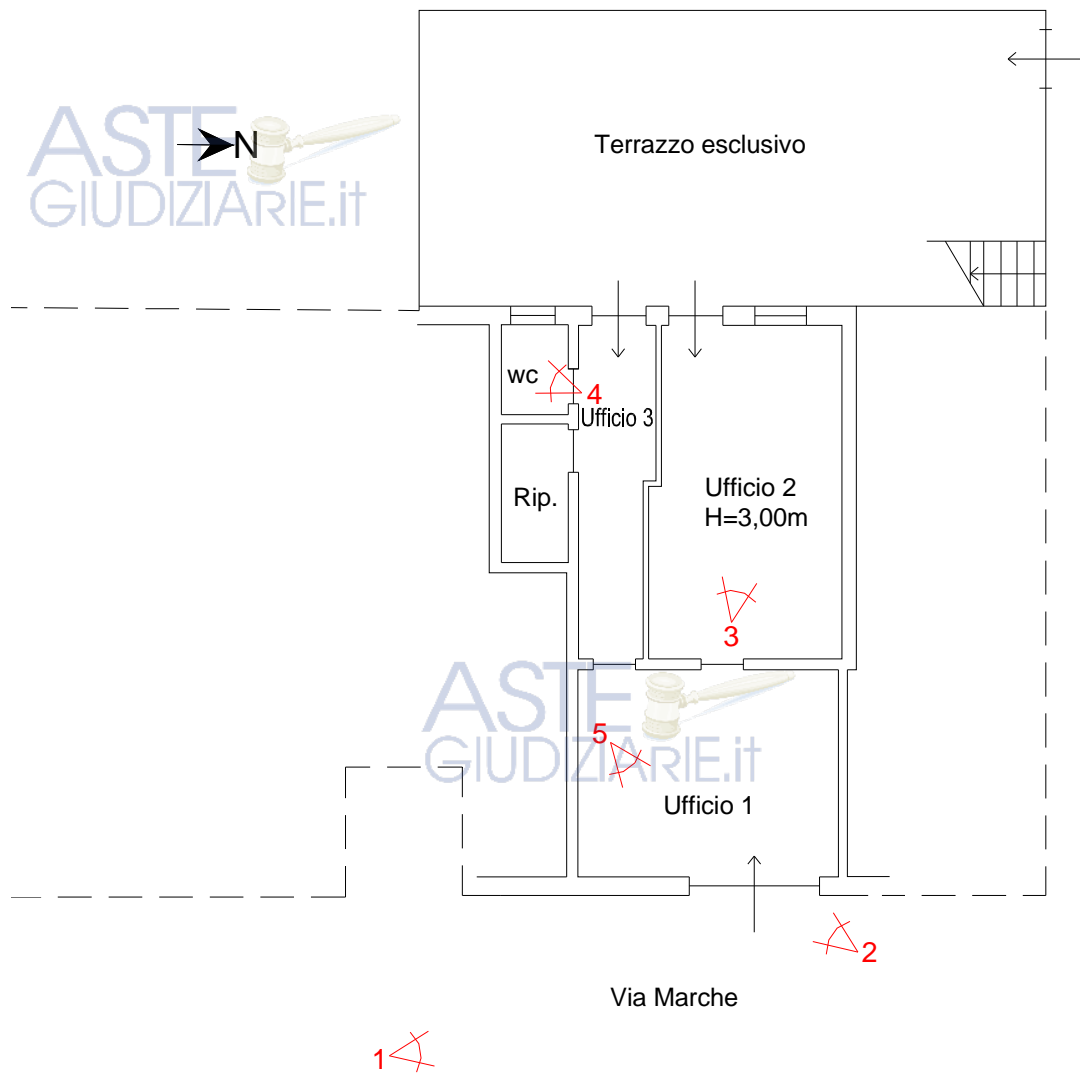 Terrazzo esclusivo
ASTE
GIUDIZIARIE.it
N
wc
4
Ufficio 3
Rip.
Ufficio 2
H=3,00m
3
ASTE
GIUDIZIARIE.it
5
Ufficio 1
2
Via Marche
1